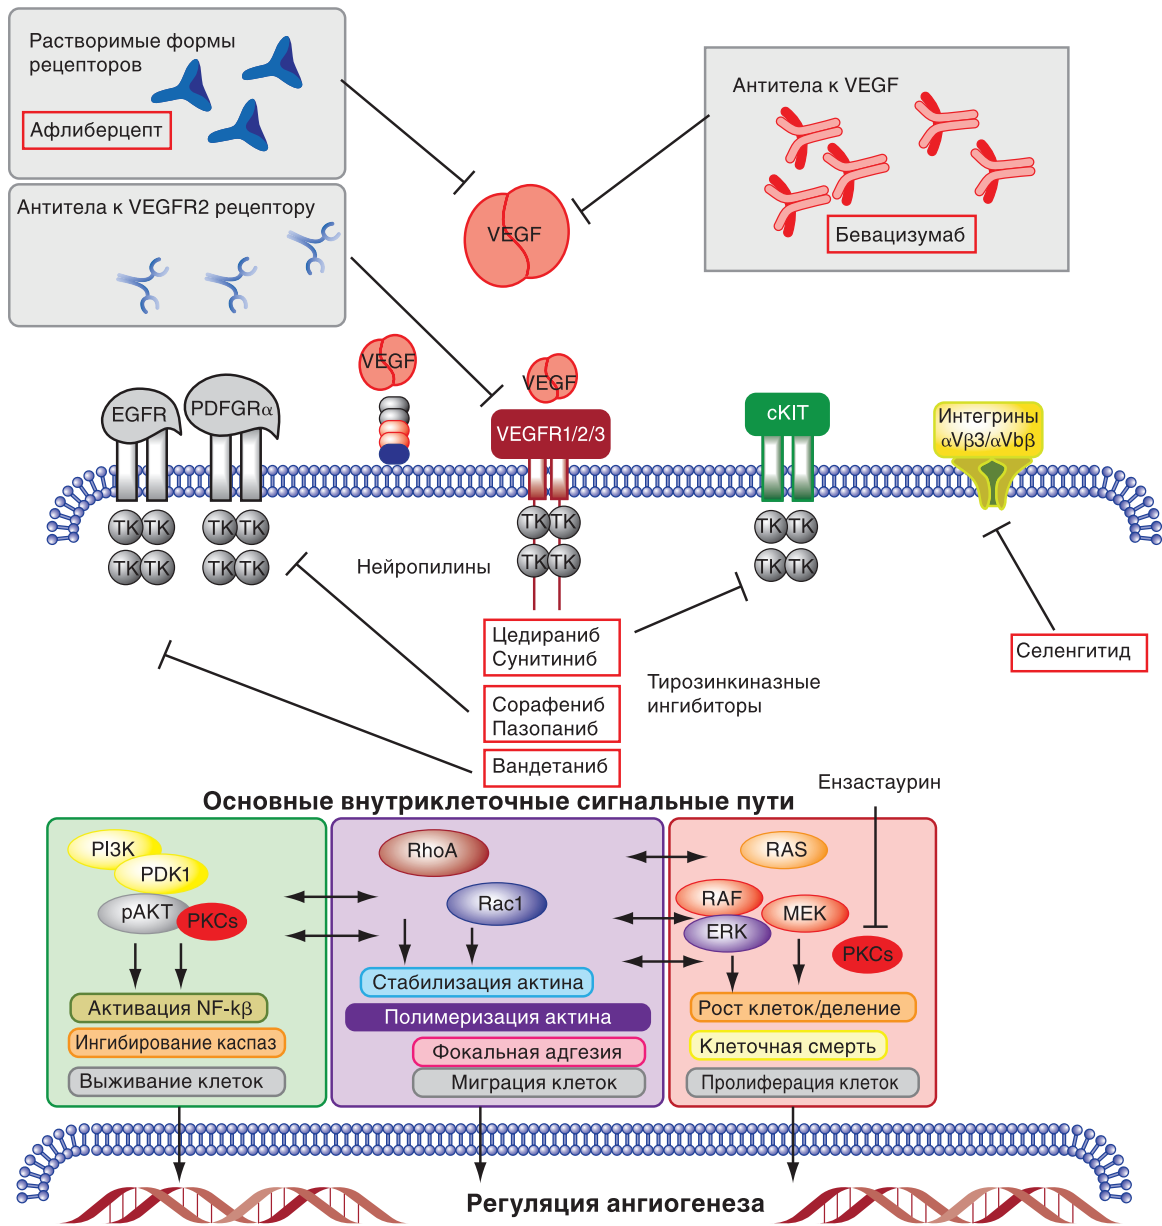 Растворимые формы
рецепторов
Афлиберцепт
Антитела к VEGFR2 рецептору
VEGF
Антитела к VEGF
Бевацизумаб
EGFR
PDFGRα
VEGF
VEGF
VEGFR1/2/3
cKIT
Интегрины
αVβ3/αVbβ
TK TK
TK TK
TK TK
TK TK
TK TK
TK TK
TK TK
TK TK
Нейропилины
Цедираниб
Сунитиниб
Сорафениб
Пазопаниб
Вандетаниб
Тирозинкиназные
ингибиторы
Селенгитид
Ензастаурин
Основные внутриклеточные сигнальные пути
PI3K
PDK1
pAKT
PKCs
Активация NF-kβ
Ингибирование каспаз
Выживание клеток
RhoA
Rac1
Стабилизация актина
Полимеризация актина
Фокальная адгезия
Миграция клеток
RAS
RAF
MEK
ERK
PKCs
Рост клеток/деление
Клеточная смерть
Пролиферация клеток
Регуляция ангиогенеза